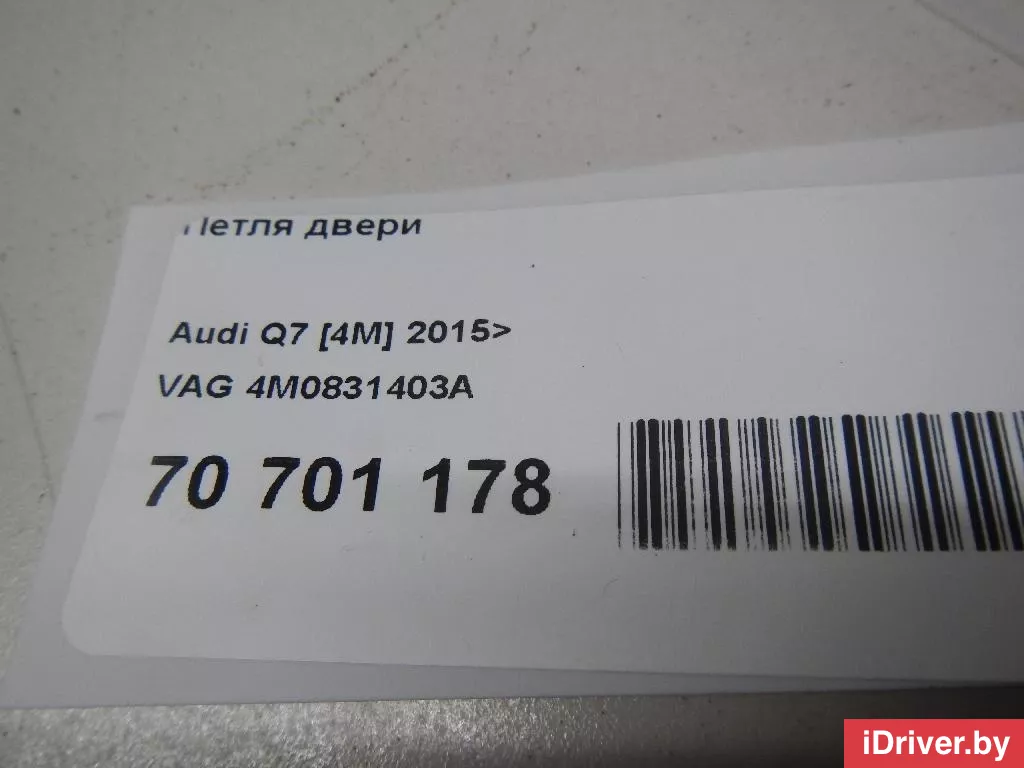 Петля двери
Audi Q7 [4M] 2015>
VAG 4M0831403A
70 701 178
iDriver.by